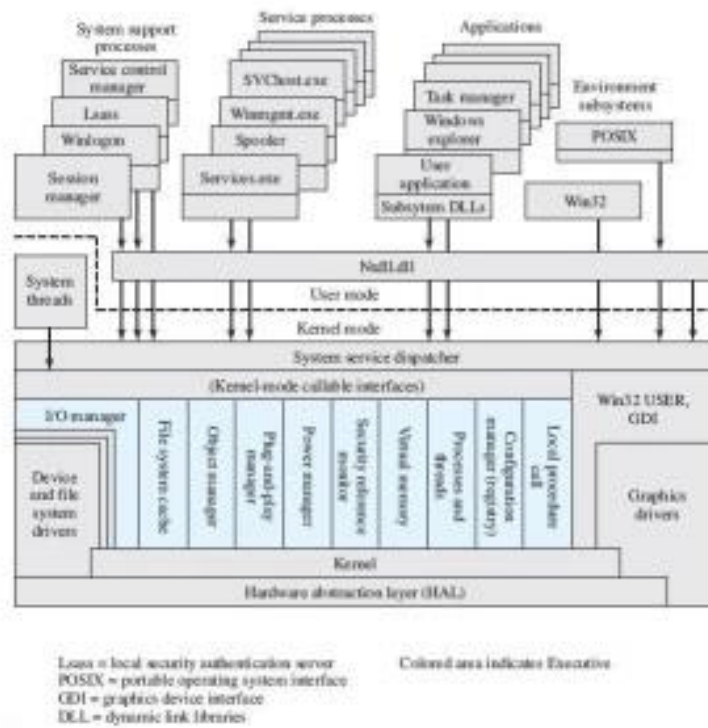 System support
processes
Service control
manager
Lsass
Winlogon
Session
manager
Service processes
SVChost.exe
Winmgmt.exe
Spooler
Services.exe
Applications
Task manager
Windows
explorer
User
application
Subsytem DLLs
Environment
subsystems
POSIX
Win32
System
threads
Ntdll.dll
User mode
Kernel mode
System service dispatcher
(Kernel-mode callable interfaces)
I/O manager
Device
and file
system
drivers
File system cache
Object manager
Plug-and-play
manager
Power manager
Security reference
monitor
Virtual memory
Processes and
threads
Configuration
manager (registry)
Local procedure
call
Win32 USER,
GDI
Graphics
drivers
Kernel
Hardware abstraction layer (HAL)
Lsass = local security authentication server
POSIX = portable operating system interface
GDI = graphics device interface
DLL = dynamic link libraries
Colored area indicates Executive